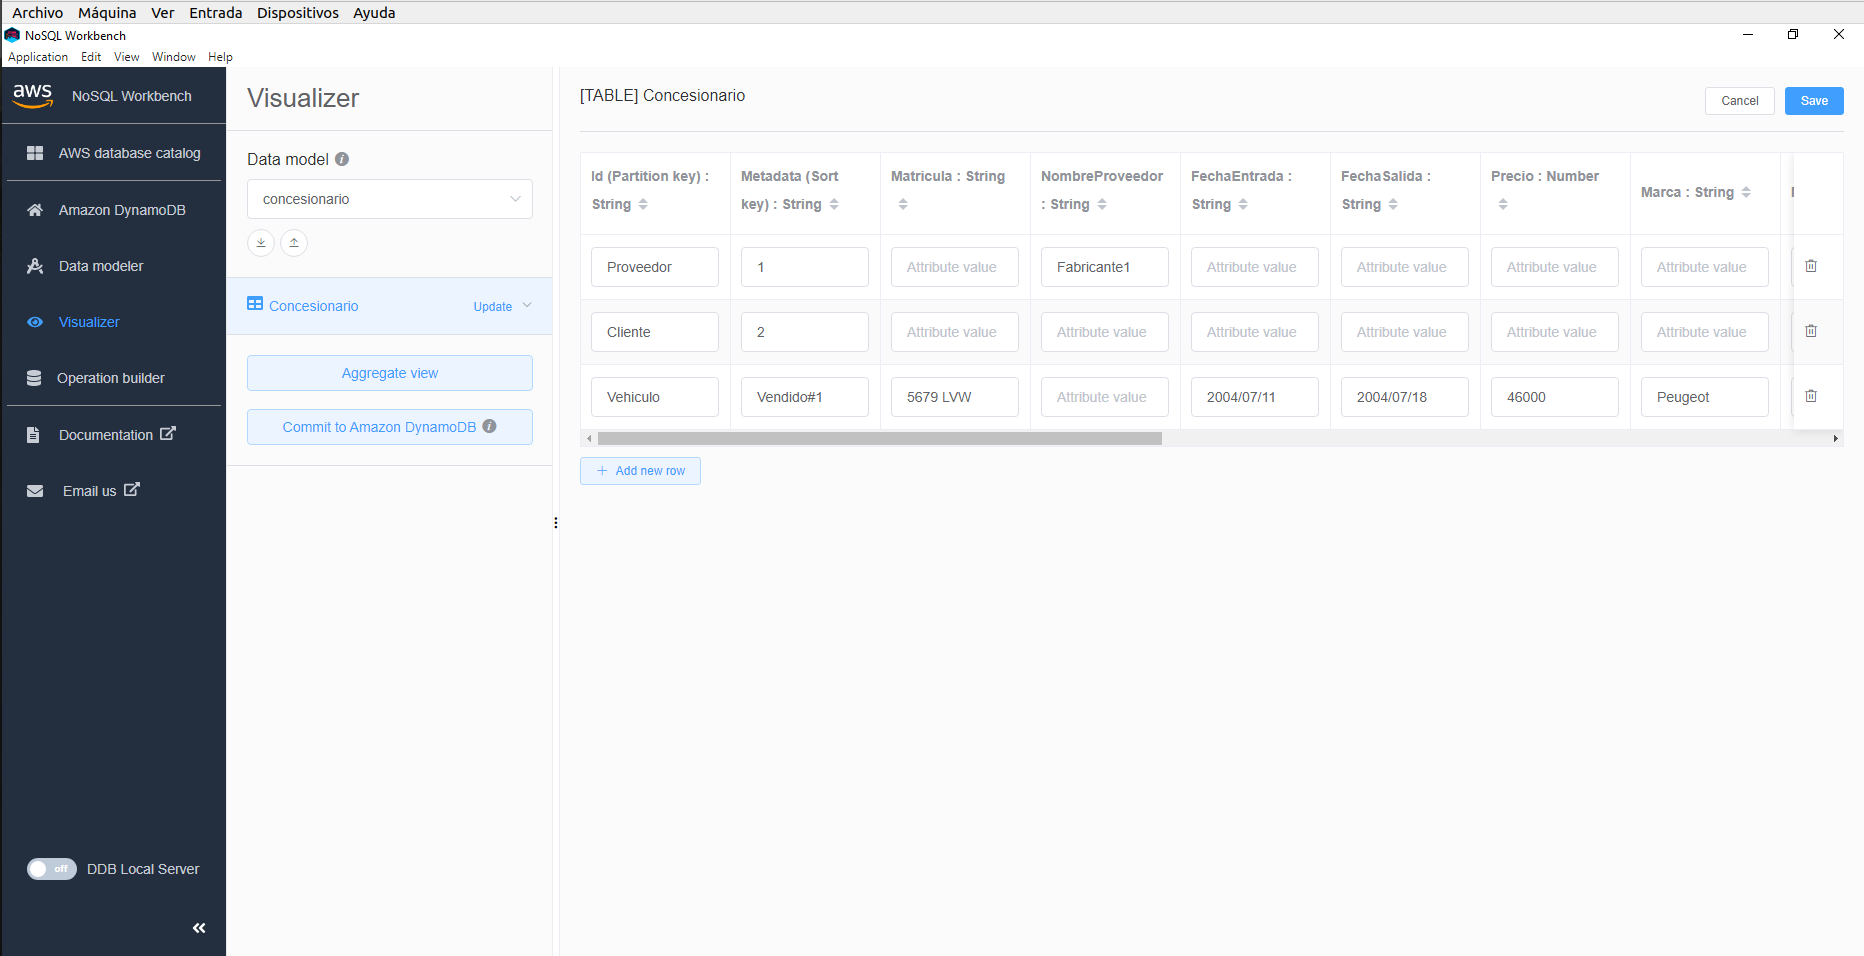 Archivo Máquina Ver Entrada Dispositivos Ayuda
NoSQL Workbench
Application Edit View Window Help
aws NoSQL Workbench
AWS database catalog
Amazon DynamoDB
Data modeler
Visualizer
Operation builder
Documentation
Email us
off DDB Local Server
Visualizer
Data model
concesionario
Concesionario Update
Aggregate view
Commit to Amazon DynamoDB
[TABLE] Concesionario
Cancel Save
Id (Partition key) : String
Metadata (Sort key) : String
Matricula : String
NombreProveedor : String
FechaEntrada : String
FechaSalida : String
Precio : Number
Marca : String
Proveedor 1 Attribute value Fabricante1 Attribute value Attribute value Attribute value Attribute value
Cliente 2 Attribute value Attribute value Attribute value Attribute value Attribute value Attribute value
Vehiculo Vendido#1 5679 LVW Attribute value 2004/07/11 2004/07/18 46000 Peugeot
+ Add new row